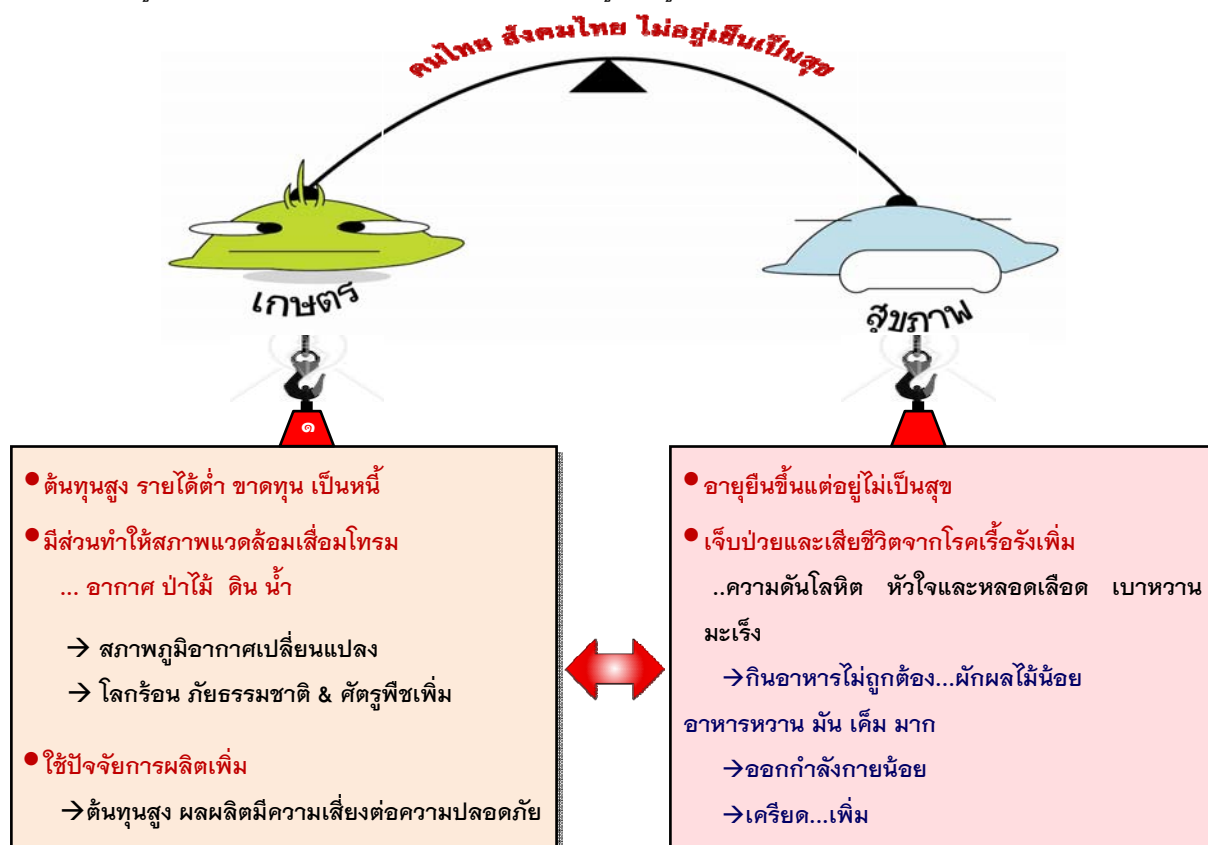 คนไทย สังคมไทย ไม่อยู่เย็นเป็นสุข
เกษตร
สุขภาพ
๑
•ต้นทุนสูง รายได้ต่ำ ขาดทุน เป็นหนี้
•มีส่วนทำให้สภาพแวดล้อมเสื่อมโทรม
... อากาศ ป่าไม้ ดิน น้ำ
→ สภาพภูมิอากาศเปลี่ยนแปลง
→ โลกร้อน ภัยธรรมชาติ & ศัตรูพืชเพิ่ม
•ใช้ปัจจัยการผลิตเพิ่ม
→ต้นทุนสูง ผลผลิตมีความเสี่ยงต่อความปลอดภัย
•อายุยืนขึ้นแต่อยู่ไม่เป็นสุข
•เจ็บป่วยและเสียชีวิตจากโรคเรื้อรังเพิ่ม
..ความดันโลหิต หัวใจและหลอดเลือด เบาหวาน
มะเร็ง
→กินอาหารไม่ถูกต้อง...ผักผลไม้น้อย
อาหารหวาน มัน เค็ม มาก
→ออกกำลังกายน้อย
→เครียด...เพิ่ม